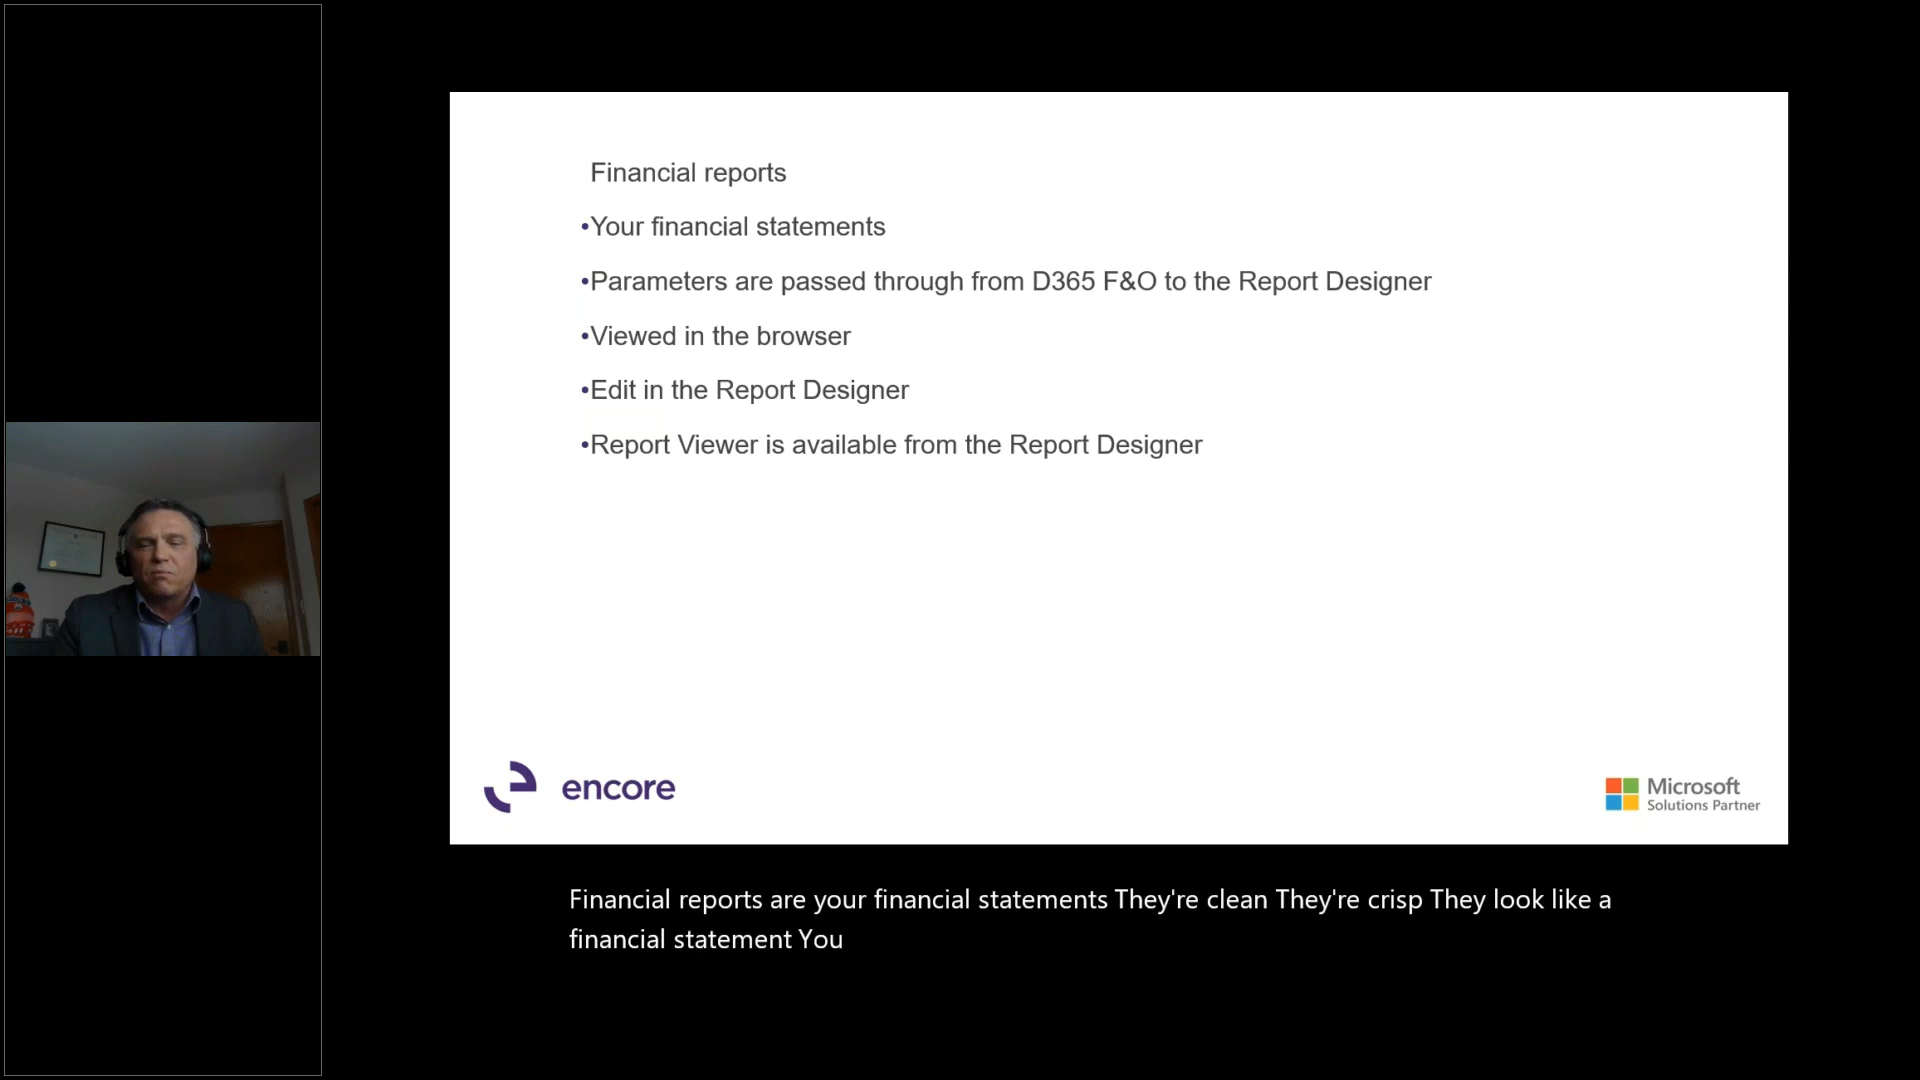 Financial reports
•Your financial statements
•Parameters are passed through from D365 F&O to the Report Designer
•Viewed in the browser
•Edit in the Report Designer
•Report Viewer is available from the Report Designer
encore
Microsoft
Solutions Partner
Financial reports are your financial statements They're clean They're crisp They look like a
financial statement You